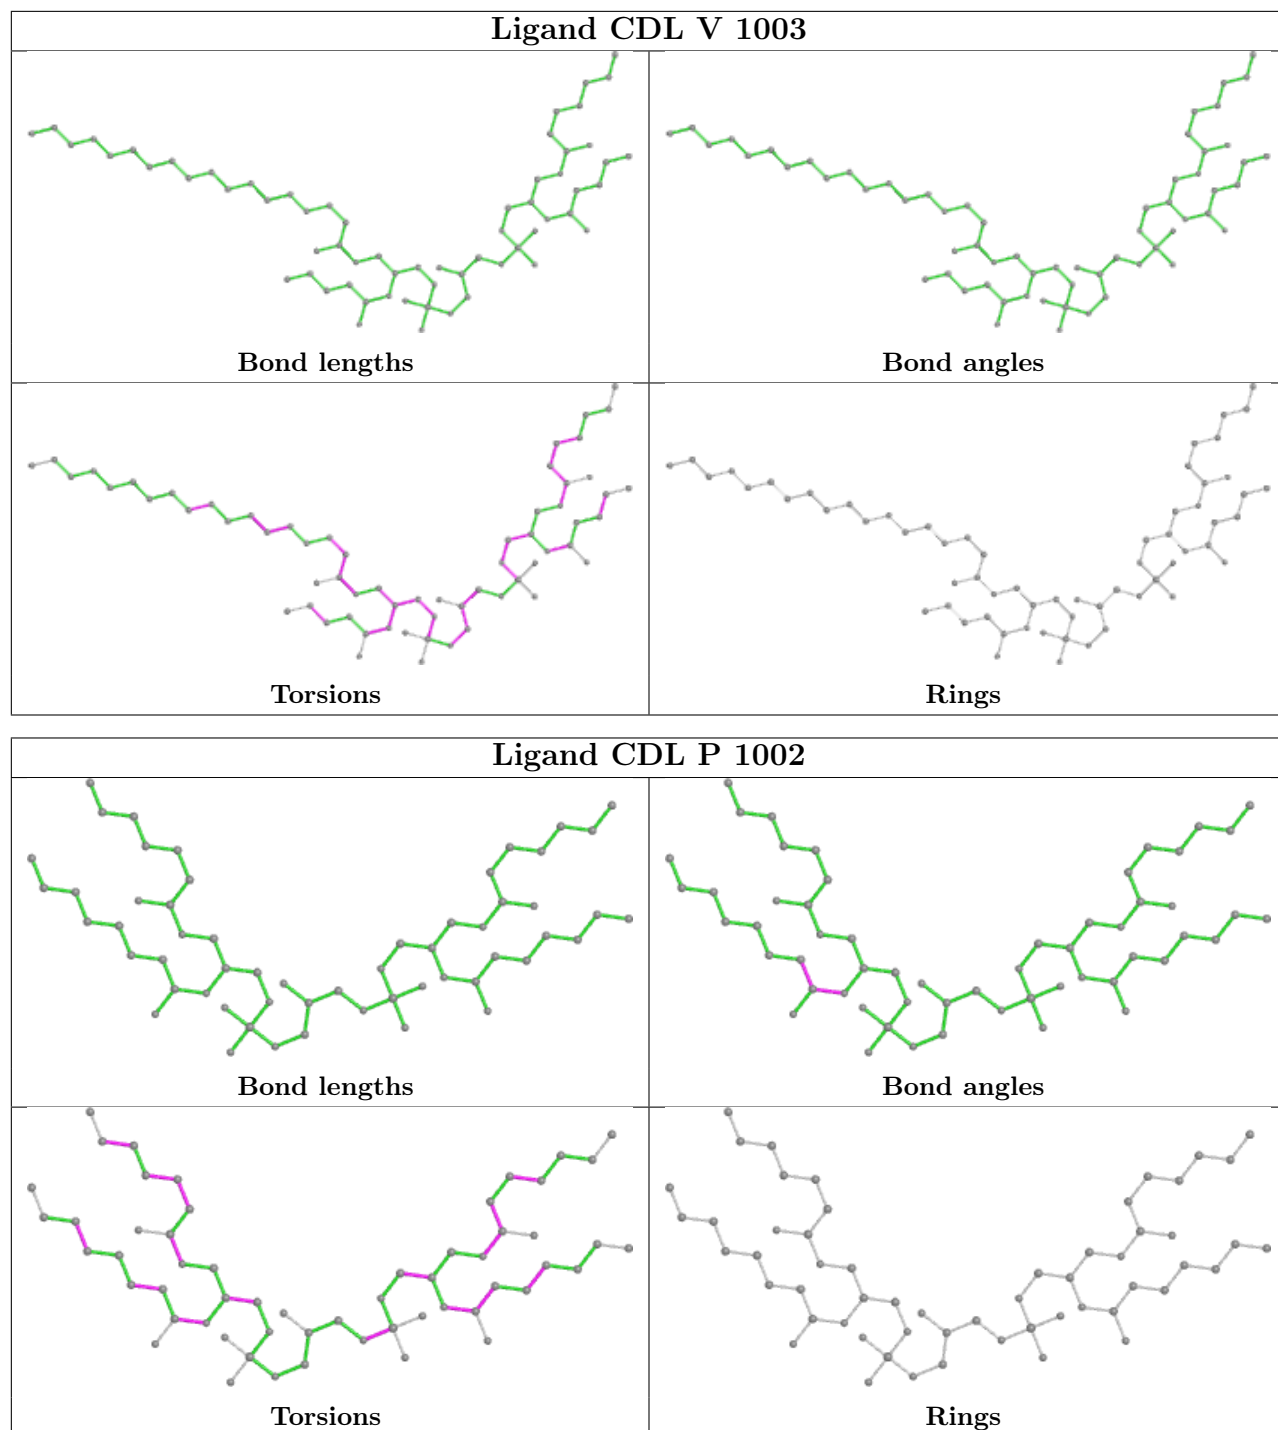 Ligand CDL V 1003
Bond lengths
Bond angles
Torsions
Rings
Ligand CDL P 1002
Bond lengths
Bond angles
Torsions
Rings